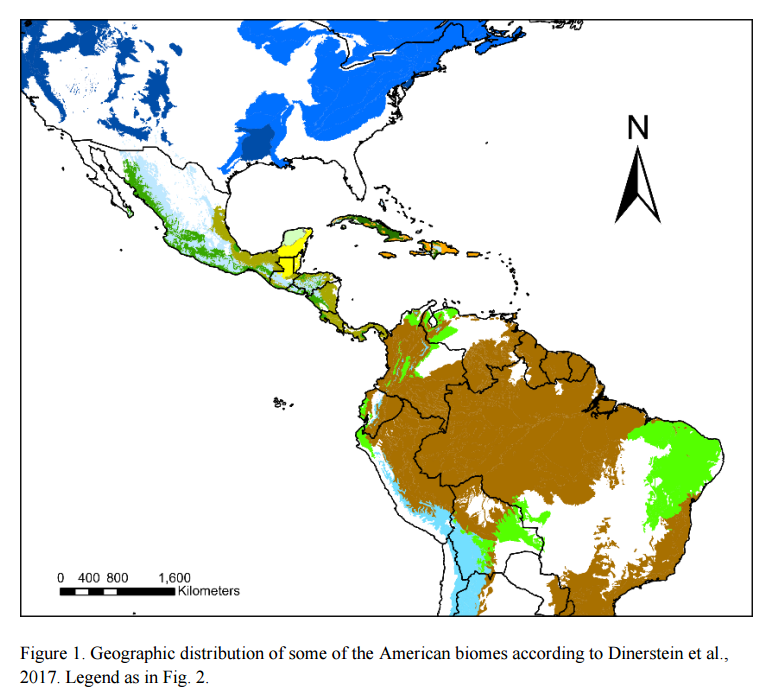 N
0 400 800 1,600
Kilometers
Figure 1. Geographic distribution of some of the American biomes according to Dinerstein et al.,
2017. Legend as in Fig. 2.